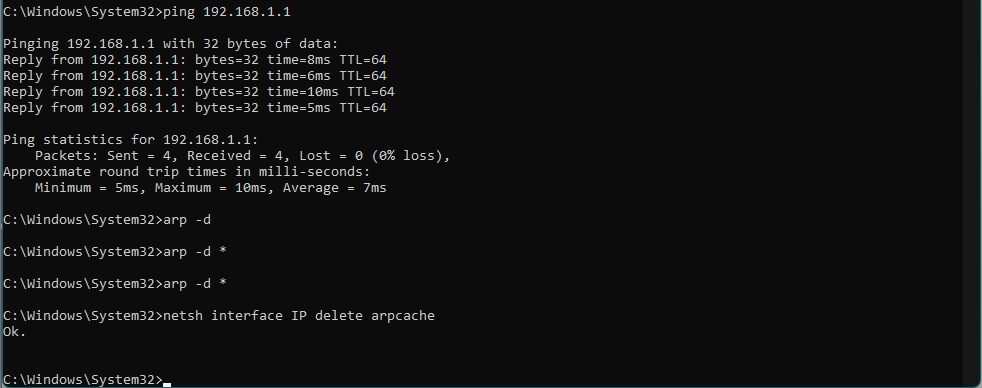 C:\Windows\System32>ping 192.168.1.1
Pinging 192.168.1.1 with 32 bytes of data:
Reply from 192.168.1.1: bytes=32 time=8ms TTL=64
Reply from 192.168.1.1: bytes=32 time=6ms TTL=64
Reply from 192.168.1.1: bytes=32 time=10ms TTL=64
Reply from 192.168.1.1: bytes=32 time=5ms TTL=64
Ping statistics for 192.168.1.1:
    Packets: Sent = 4, Received = 4, Lost = 0 (0% loss),
Approximate round trip times in milli-seconds:
    Minimum = 5ms, Maximum = 10ms, Average = 7ms
C:\Windows\System32>arp -d
C:\Windows\System32>arp -d *
C:\Windows\System32>arp -d *
C:\Windows\System32>netsh interface IP delete arpcache
Ok.
C:\Windows\System32>